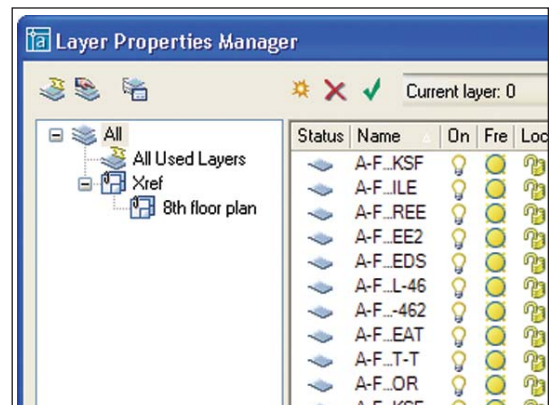 Layer Properties Manager
Current layer: 0
All
All Used Layers
Xref
8th floor plan
Status Name On Fre Loc
A-F...KSF
A-F...ILE
A-F...REE
A-F...EE2
A-F...EDS
A-F...L-46
A-F...-462
A-F...EAT
A-F...T-T
A-F...OR
A-F...KSF